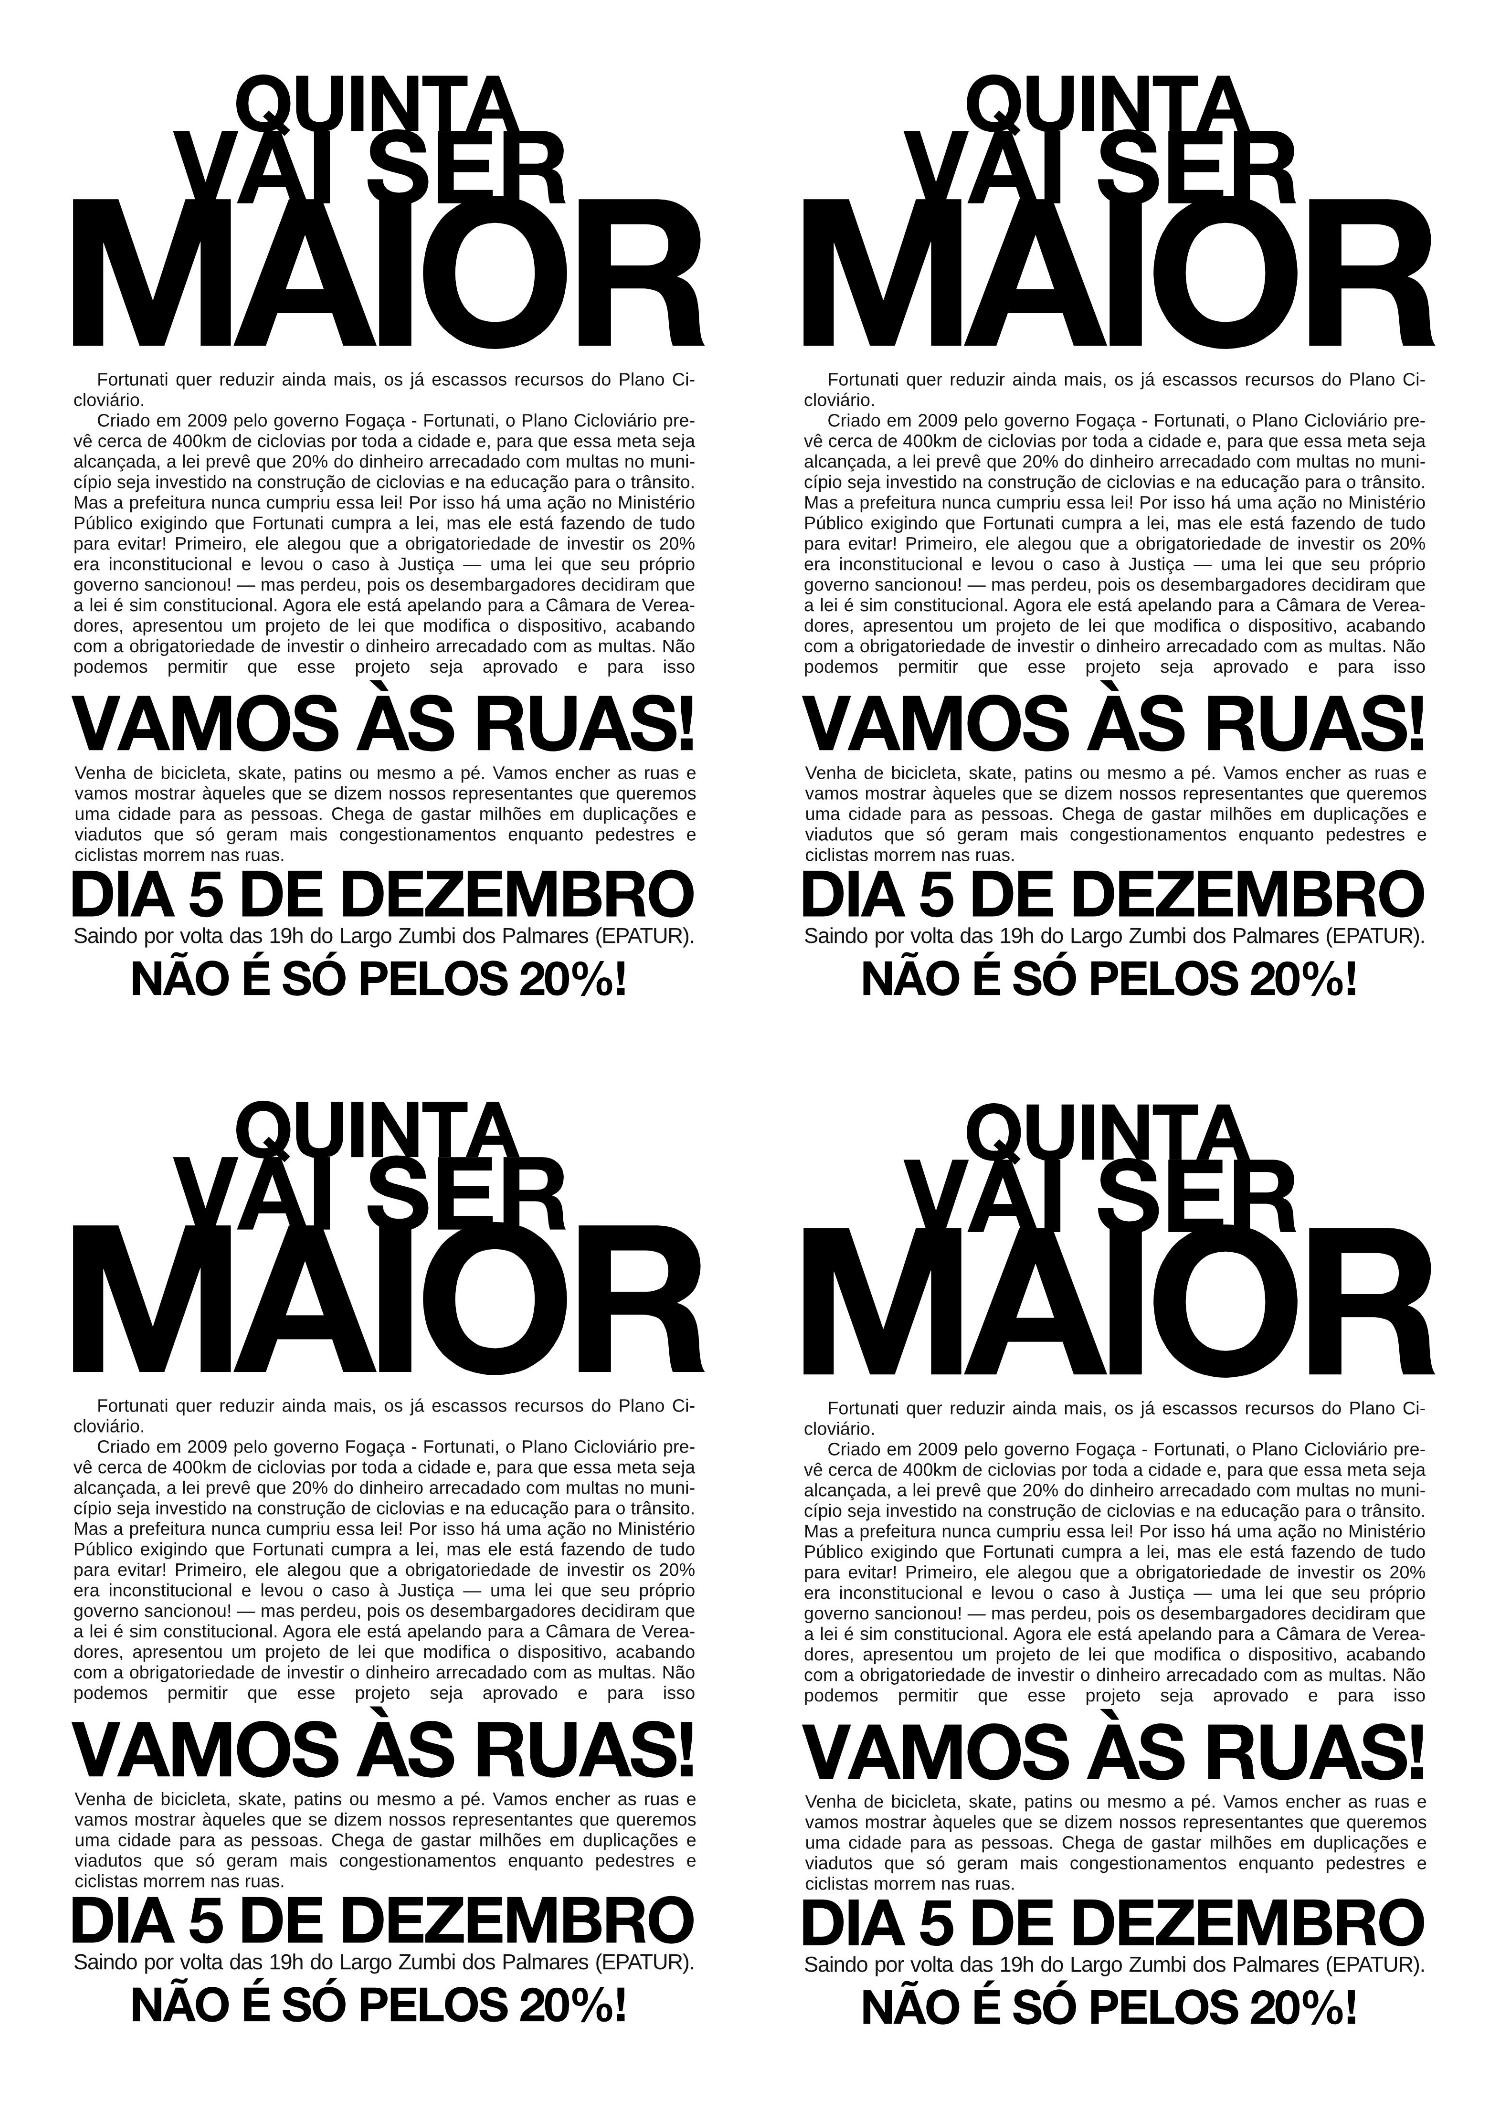 QUINTA
VAI SER
MAIOR
Fortunati quer reduzir ainda mais, os já escassos recursos do Plano Ci-
cloviário.
Criado em 2009 pelo governo Fogaça - Fortunati, o Plano Cicloviário pre-
vê cerca de 400km de ciclovias por toda a cidade e, para que essa meta seja
alcançada, a lei prevê que 20% do dinheiro arrecadado com multas no muni-
cípio seja investido na construção de ciclovias e na educação para o trânsito.
Mas a prefeitura nunca cumpriu essa lei! Por isso há uma ação no Ministério
Público exigindo que Fortunati cumpra a lei, mas ele está fazendo de tudo
para evitar! Primeiro, ele alegou que a obrigatoriedade de investir os 20%
era inconstitucional e levou o caso à Justiça — uma lei que seu próprio
governo sancionou! — mas perdeu, pois os desembargadores decidiram que
a lei é sim constitucional. Agora ele está apelando para a Câmara de Verea-
dores, apresentou um projeto de lei que modifica o dispositivo, acabando
com a obrigatoriedade de investir o dinheiro arrecadado com as multas. Não
podemos permitir que esse projeto seja aprovado e para isso
VAMOS ÀS RUAS!
Venha de bicicleta, skate, patins ou mesmo a pé. Vamos encher as ruas e
vamos mostrar àqueles que se dizem nossos representantes que queremos
uma cidade para as pessoas. Chega de gastar milhões em duplicações e
viadutos que só geram mais congestionamentos enquanto pedestres e
ciclistas morrem nas ruas.
DIA 5 DE DEZEMBRO
Saindo por volta das 19h do Largo Zumbi dos Palmares (EPATUR).
NÃO É SÓ PELOS 20%!
QUINTA
VAI SER
MAIOR
Fortunati quer reduzir ainda mais, os já escassos recursos do Plano Ci-
cloviário.
Criado em 2009 pelo governo Fogaça - Fortunati, o Plano Cicloviário pre-
vê cerca de 400km de ciclovias por toda a cidade e, para que essa meta seja
alcançada, a lei prevê que 20% do dinheiro arrecadado com multas no muni-
cípio seja investido na construção de ciclovias e na educação para o trânsito.
Mas a prefeitura nunca cumpriu essa lei! Por isso há uma ação no Ministério
Público exigindo que Fortunati cumpra a lei, mas ele está fazendo de tudo
para evitar! Primeiro, ele alegou que a obrigatoriedade de investir os 20%
era inconstitucional e levou o caso à Justiça — uma lei que seu próprio
governo sancionou! — mas perdeu, pois os desembargadores decidiram que
a lei é sim constitucional. Agora ele está apelando para a Câmara de Verea-
dores, apresentou um projeto de lei que modifica o dispositivo, acabando
com a obrigatoriedade de investir o dinheiro arrecadado com as multas. Não
podemos permitir que esse projeto seja aprovado e para isso
VAMOS ÀS RUAS!
Venha de bicicleta, skate, patins ou mesmo a pé. Vamos encher as ruas e
vamos mostrar àqueles que se dizem nossos representantes que queremos
uma cidade para as pessoas. Chega de gastar milhões em duplicações e
viadutos que só geram mais congestionamentos enquanto pedestres e
ciclistas morrem nas ruas.
DIA 5 DE DEZEMBRO
Saindo por volta das 19h do Largo Zumbi dos Palmares (EPATUR).
NÃO É SÓ PELOS 20%!
QUINTA
VAI SER
MAIOR
Fortunati quer reduzir ainda mais, os já escassos recursos do Plano Ci-
cloviário.
Criado em 2009 pelo governo Fogaça - Fortunati, o Plano Cicloviário pre-
vê cerca de 400km de ciclovias por toda a cidade e, para que essa meta seja
alcançada, a lei prevê que 20% do dinheiro arrecadado com multas no muni-
cípio seja investido na construção de ciclovias e na educação para o trânsito.
Mas a prefeitura nunca cumpriu essa lei! Por isso há uma ação no Ministério
Público exigindo que Fortunati cumpra a lei, mas ele está fazendo de tudo
para evitar! Primeiro, ele alegou que a obrigatoriedade de investir os 20%
era inconstitucional e levou o caso à Justiça — uma lei que seu próprio
governo sancionou! — mas perdeu, pois os desembargadores decidiram que
a lei é sim constitucional. Agora ele está apelando para a Câmara de Verea-
dores, apresentou um projeto de lei que modifica o dispositivo, acabando
com a obrigatoriedade de investir o dinheiro arrecadado com as multas. Não
podemos permitir que esse projeto seja aprovado e para isso
VAMOS ÀS RUAS!
Venha de bicicleta, skate, patins ou mesmo a pé. Vamos encher as ruas e
vamos mostrar àqueles que se dizem nossos representantes que queremos
uma cidade para as pessoas. Chega de gastar milhões em duplicações e
viadutos que só geram mais congestionamentos enquanto pedestres e
ciclistas morrem nas ruas.
DIA 5 DE DEZEMBRO
Saindo por volta das 19h do Largo Zumbi dos Palmares (EPATUR).
NÃO É SÓ PELOS 20%!
QUINTA
VAI SER
MAIOR
Fortunati quer reduzir ainda mais, os já escassos recursos do Plano Ci-
cloviário.
Criado em 2009 pelo governo Fogaça - Fortunati, o Plano Cicloviário pre-
vê cerca de 400km de ciclovias por toda a cidade e, para que essa meta seja
alcançada, a lei prevê que 20% do dinheiro arrecadado com multas no muni-
cípio seja investido na construção de ciclovias e na educação para o trânsito.
Mas a prefeitura nunca cumpriu essa lei! Por isso há uma ação no Ministério
Público exigindo que Fortunati cumpra a lei, mas ele está fazendo de tudo
para evitar! Primeiro, ele alegou que a obrigatoriedade de investir os 20%
era inconstitucional e levou o caso à Justiça — uma lei que seu próprio
governo sancionou! — mas perdeu, pois os desembargadores decidiram que
a lei é sim constitucional. Agora ele está apelando para a Câmara de Verea-
dores, apresentou um projeto de lei que modifica o dispositivo, acabando
com a obrigatoriedade de investir o dinheiro arrecadado com as multas. Não
podemos permitir que esse projeto seja aprovado e para isso
VAMOS ÀS RUAS!
Venha de bicicleta, skate, patins ou mesmo a pé. Vamos encher as ruas e
vamos mostrar àqueles que se dizem nossos representantes que queremos
uma cidade para as pessoas. Chega de gastar milhões em duplicações e
viadutos que só geram mais congestionamentos enquanto pedestres e
ciclistas morrem nas ruas.
DIA 5 DE DEZEMBRO
Saindo por volta das 19h do Largo Zumbi dos Palmares (EPATUR).
NÃO É SÓ PELOS 20%!